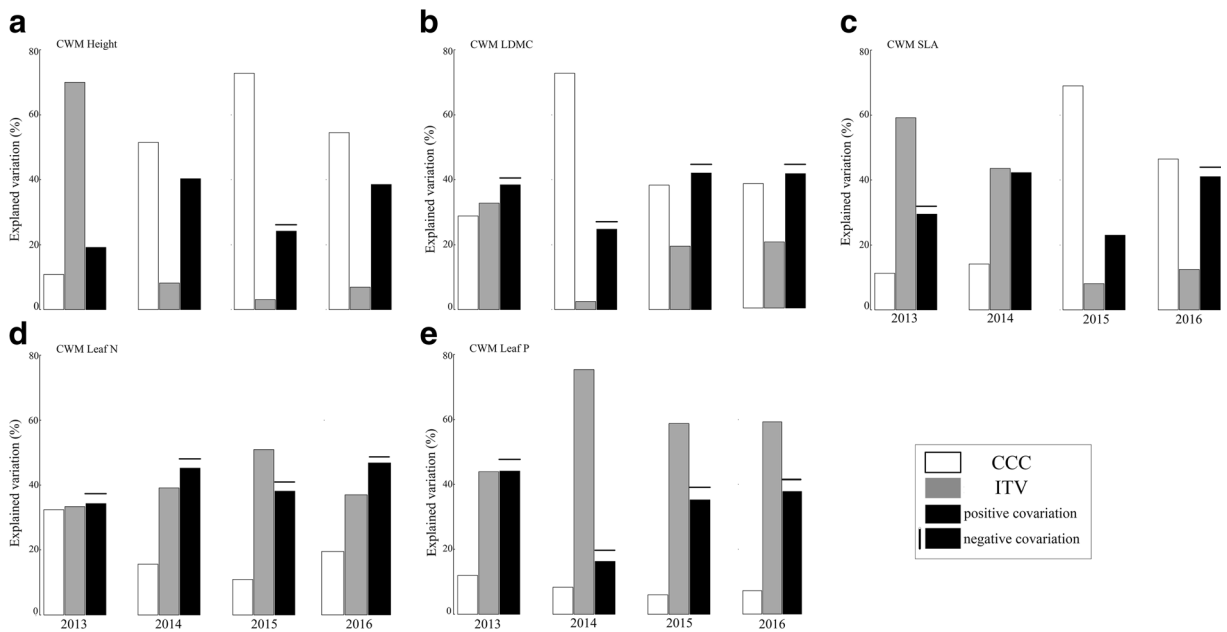 a
CWM Height
80
60
40
20
0
Explaned variation (%)
b
CWM LDMC
80
60
40
20
0
Explained variation (%)
c
CWM SLA
80
60
40
20
0
Explained variation (%)
2013 2014 2015 2016
d
CWM Leaf N
80
60
40
20
0
Explained variation (%)
2013 2014 2015 2016
e
CWM Leaf P
80
60
40
20
0
Explained variation (%)
2013 2014 2015 2016
CCC
ITV
positive covariation
negative covariation